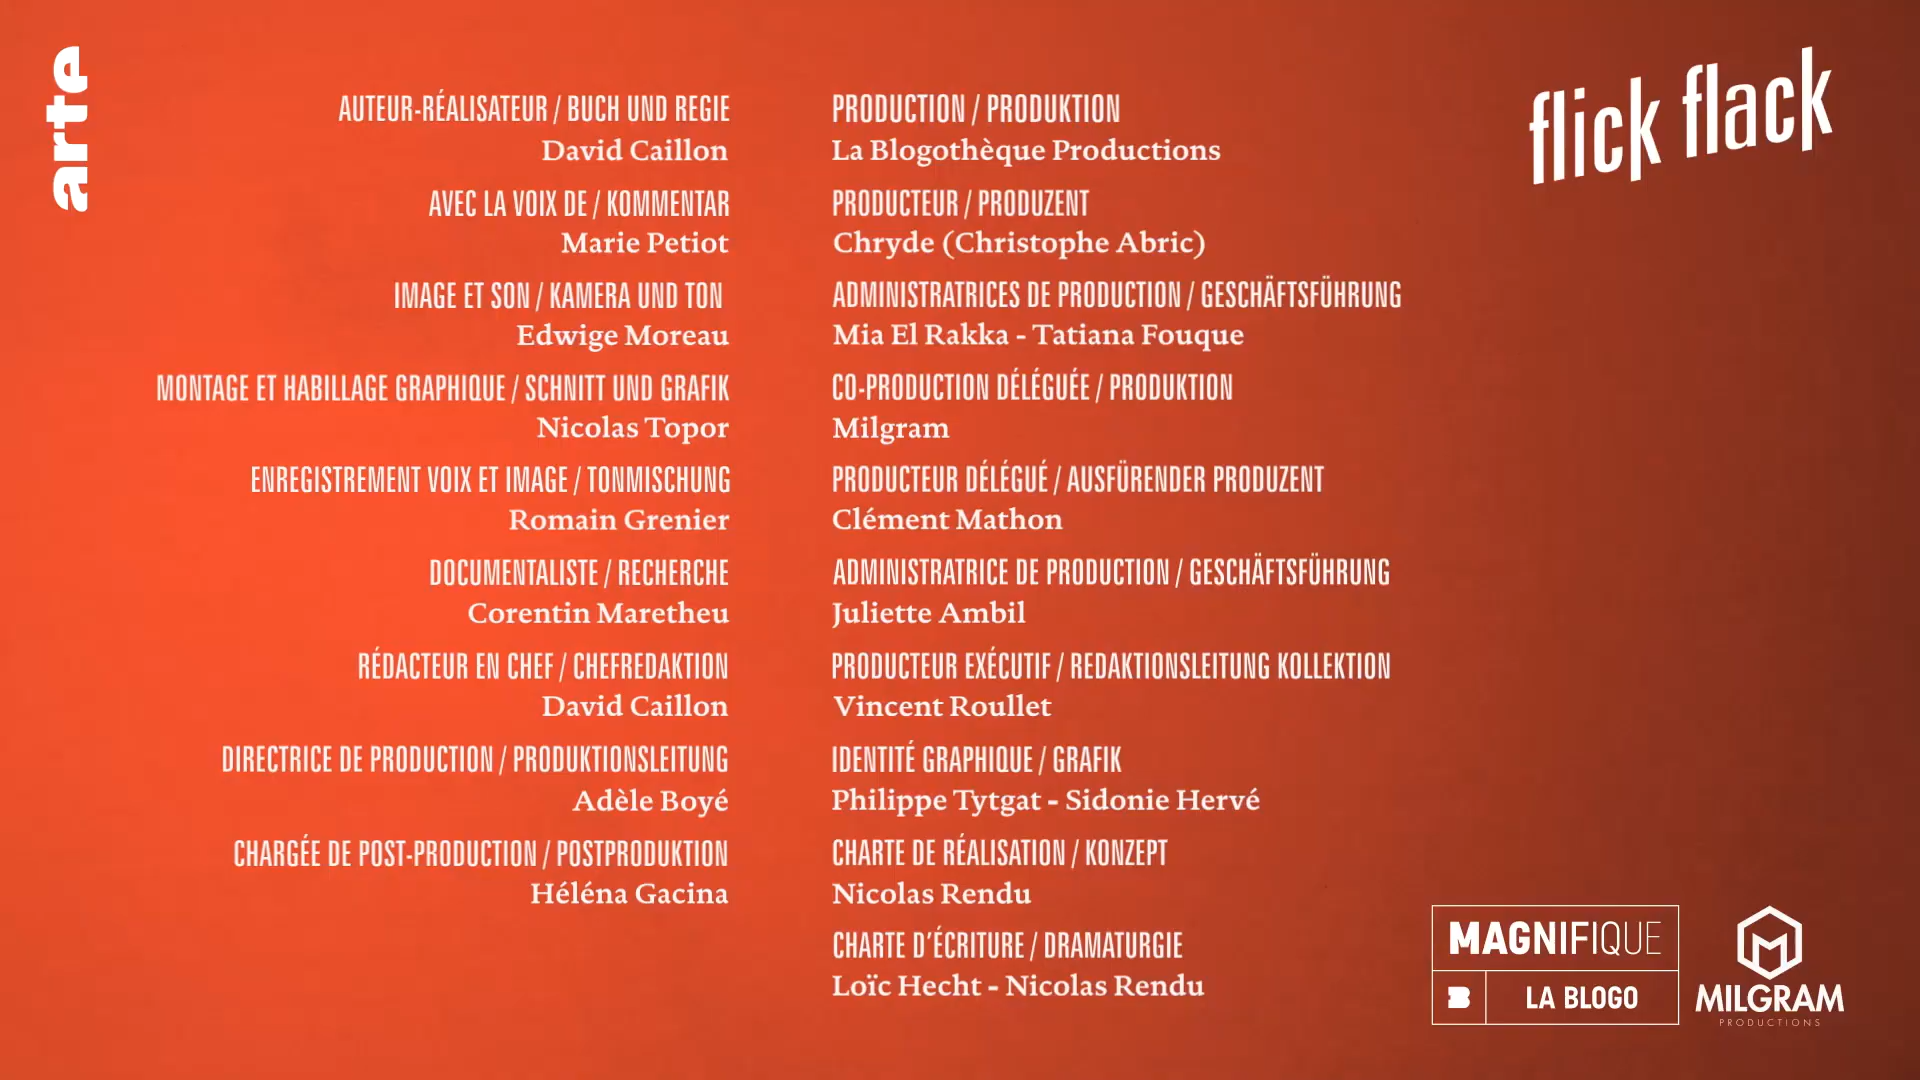 arte
AUTEUR-RÉALISATEUR / BUCH UND REGIE
David Caillon
AVEC LA VOIX DE / KOMMENTAR
Marie Petiot
IMAGE ET SON / KAMERA UND TON
Edwige Moreau
MONTAGE ET HABILLAGE GRAPHIQUE / SCHNITT UND GRAFIK
Nicolas Topor
ENREGISTREMENT VOIX ET IMAGE / TONMISCHUNG
Romain Grenier
DOCUMENTALISTE / RECHERCHE
Corentin Maretheu
RÉDACTEUR EN CHEF / CHEFREDAKTION
David Caillon
DIRECTRICE DE PRODUCTION / PRODUKTIONSLEITUNG
Adèle Boyé
CHARGÉE DE POST-PRODUCTION / POSTPRODUKTION
Héléna Gacina
PRODUCTION / PRODUKTION
La Blogothèque Productions
PRODUCTEUR / PRODUZENT
Chryde (Christophe Abric)
ADMINISTRATRICES DE PRODUCTION / GESCHÄFTSFÜHRUNG
Mia El Rakka - Tatiana Fouque
CO-PRODUCTION DÉLÉGUÉE / PRODUKTION
Milgram
PRODUCTEUR DÉLÉGUÉ / AUSFÜRENDER PRODUZENT
Clément Mathon
ADMINISTRATRICE DE PRODUCTION / GESCHÄFTSFÜHRUNG
Juliette Ambil
PRODUCTEUR EXÉCUTIF / REDAKTIONSLEITUNG KOLLEKTION
Vincent Roullet
IDENTITÉ GRAPHIQUE / GRAFIK
Philippe Tytgat - Sidonie Hervé
CHARTE DE RÉALISATION / KONZEPT
Nicolas Rendu
CHARTE D'ÉCRITURE / DRAMATURGIE
Loïc Hecht - Nicolas Rendu
flick flack
MAGNIFIQUE
B LA BLOGO
MILGRAM
PRODUCTIONS